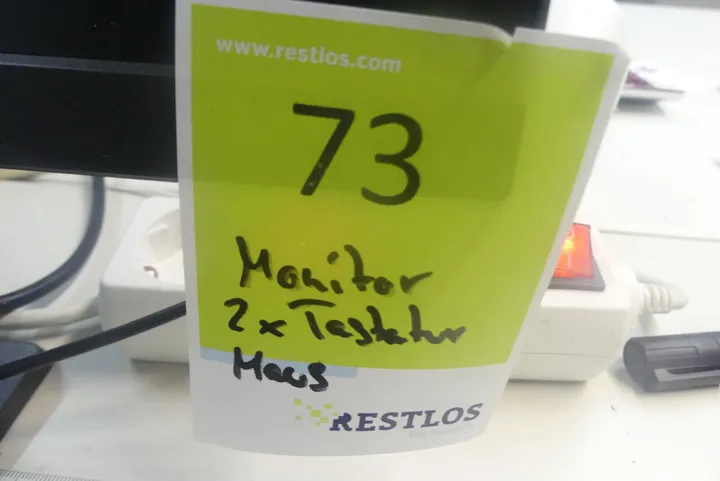 www.restlos.com
73
Monitor
2x Tastatur
Maus
RESTLOS